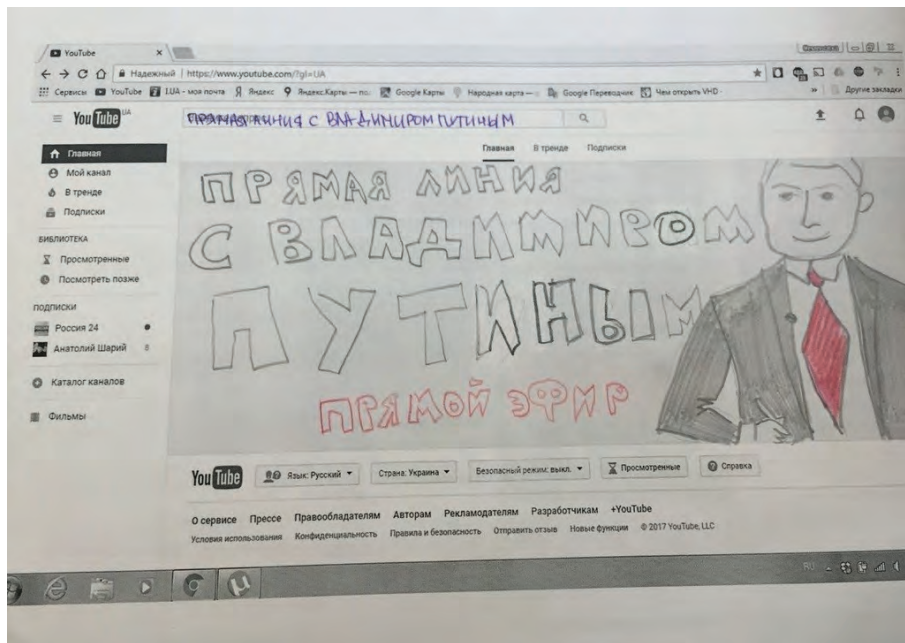 YouTube
Надежный | https://www.youtube.com/?gl=UA
Сервисы YouTube I.UA - моя почта Яндекс Яндекс.Карты — по Google Карты Народная карта — Google Переводчик Чем открыть VHD Другие закладки
YouTube UA
ПРЯМАЯ ЛИНИЯ С ВЛАДИМИРОМ ПУТИНЫМ
Главная В тренде Подписки
Главная
Мой канал
В тренде
Подписки
БИБЛИОТЕКА
Просмотренные
Посмотреть позже
ПОДПИСКИ
Россия 24
Анатолий Шарий 8
Каталог каналов
Фильмы
ПРЯМАЯ ЛИНИЯ
С ВЛАДИМИРОМ
ПУТИНЫМ
ПРЯМОЙ ЭФИР
YouTube Язык: Русский Страна: Украина Безопасный режим: выкл. Просмотренные Справка
О сервисе Прессе Правообладателям Авторам Рекламодателям Разработчикам +YouTube
Условия использования Конфиденциальность Правила и безопасность Отправить отзыв Новые функции © 2017 YouTube, LLC
RU